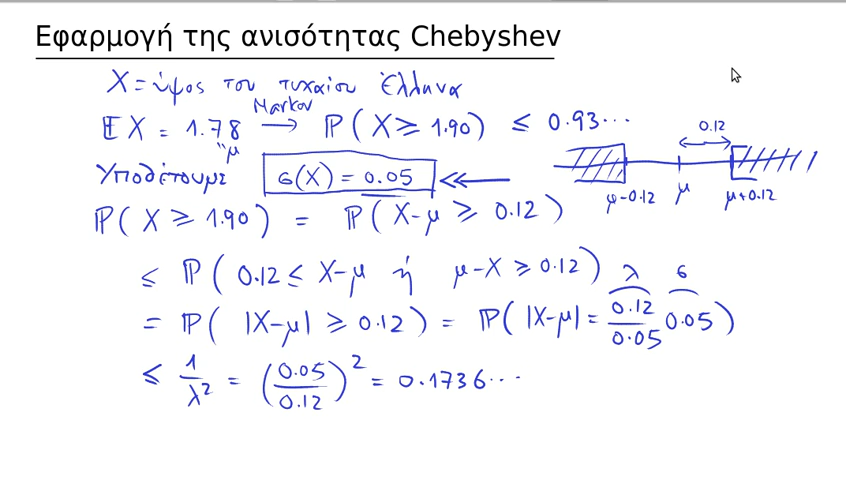 Εφαρμογή της ανισότητας Chebyshev
X = ύψος του τυχαίου Έλληνα
𝔼X = 1.78 Markov → ℙ(X ≥ 1.90) ≤ 0.93...
"μ
0.12
Υποθέτουμε σ(X) = 0.05 ←
μ-0.12 μ μ+0.12
ℙ(X ≥ 1.90) = ℙ(X-μ ≥ 0.12)
≤ ℙ(0.12 ≤ X-μ ή μ-X ≥ 0.12)
λ σ
= ℙ(|X-μ| ≥ 0.12) = ℙ(|X-μ| = 0.12/0.05 0.05)
≤ 1/λ² = (0.05/0.12)² = 0.1736...